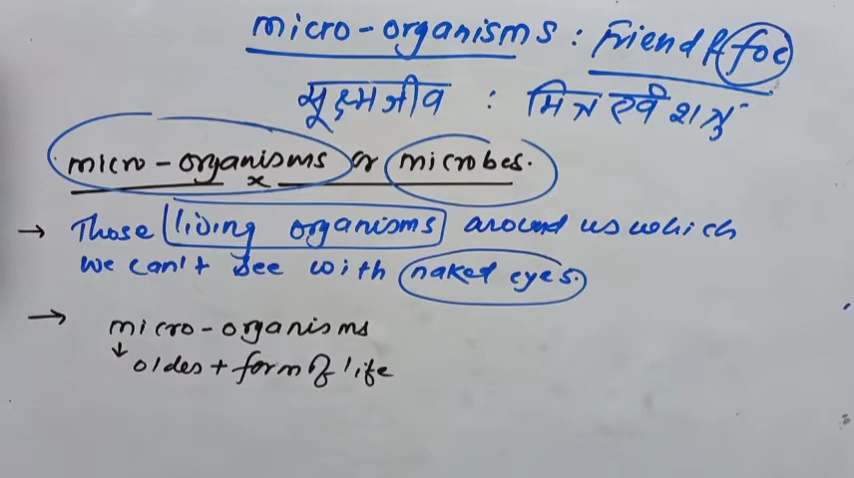 micro-organisms : Friend & foe
सूक्ष्मजीव : मित्र एवं शत्रु
micro-organisms or microbes.
→ Those living organisms around us which
we can't see with naked eyes.
→ micro-organisms
↓ oldest form of life